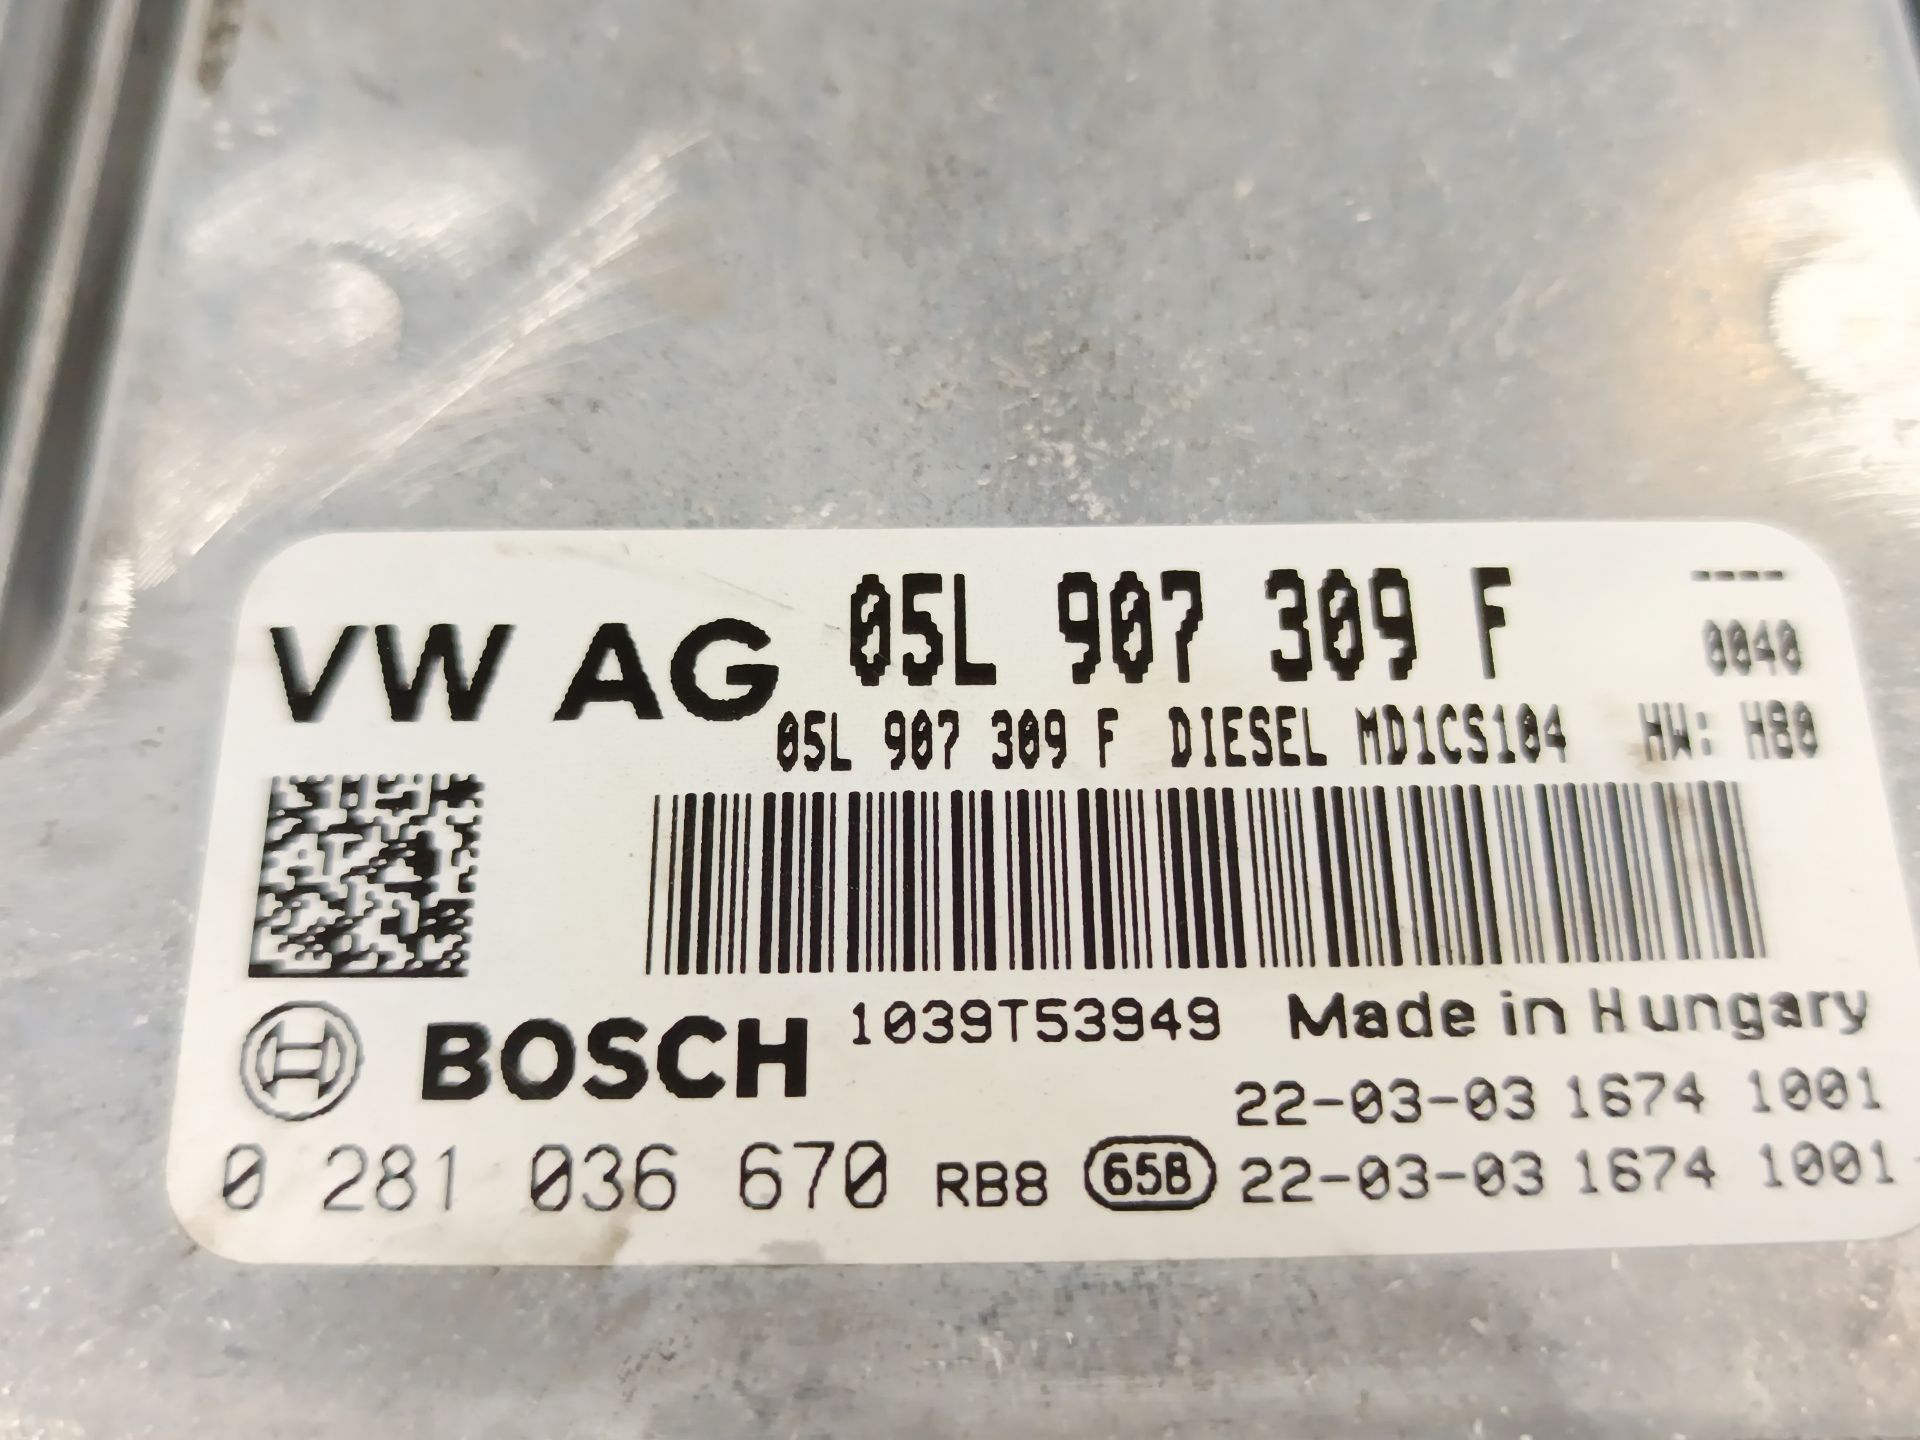 VW AG 05L 907 309 F ----
0040
05L 907 309 F DIESEL MD1CS104 HW: H80
BOSCH 1039T53949 Made in Hungary
22-03-03 1674 1001
0 281 036 670 RB8 65B 22-03-03 1674 1001